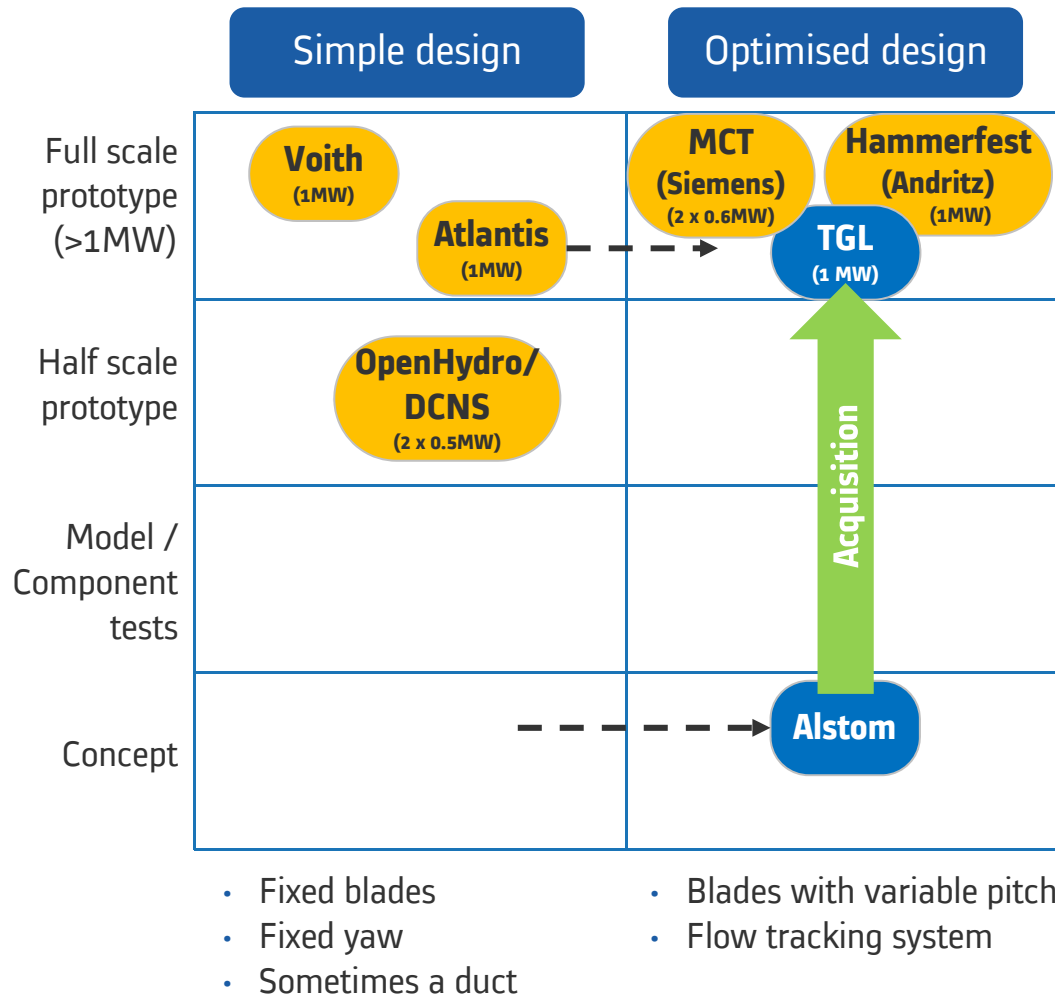 Simple design
Optimised design
Full scale
prototype
(>1MW)
Voith
(1MW)
Atlantis
(1MW)
MCT
(Siemens)
(2 x 0.6MW)
Hammerfest
(Andritz)
(1MW)
TGL
(1 MW)
Half scale
prototype
OpenHydro/
DCNS
(2 x 0.5MW)
Acquisition
Model /
Component
tests
Concept
Alstom
• Fixed blades
• Fixed yaw
• Sometimes a duct
• Blades with variable pitch
• Flow tracking system